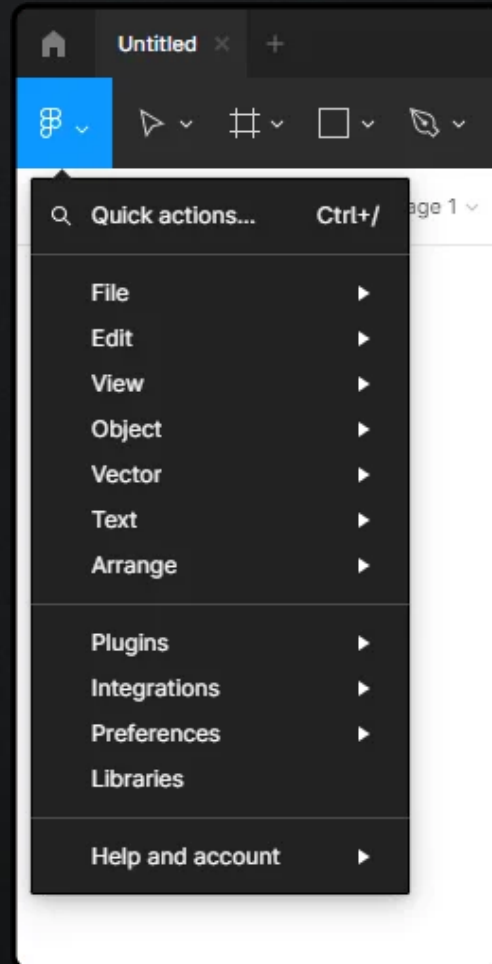 Untitled
Quick actions... Ctrl+/
age 1
File
Edit
View
Object
Vector
Text
Arrange
Plugins
Integrations
Preferences
Libraries
Help and account